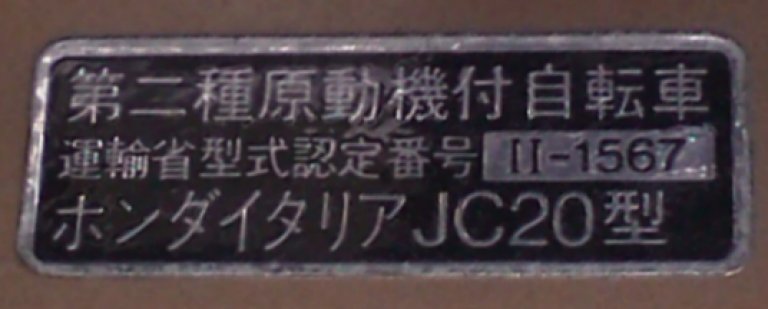 第二種原動機付自転車
運輸省型式認定番号 II-1567
ホンダイタリアJC20型